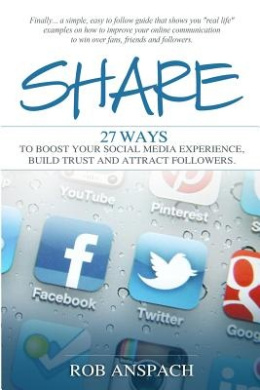 Finally... a simple, easy to follow guide that shows you "real life"
examples on how to improve your online communication
to win over fans, friends and followers.
SHARE
27 WAYS
TO BOOST YOUR SOCIAL MEDIA EXPERIENCE,
BUILD TRUST AND ATTRACT FOLLOWERS.
YouTube
Pinterest
Facebook
Twitter
Goog
ROB ANSPACH